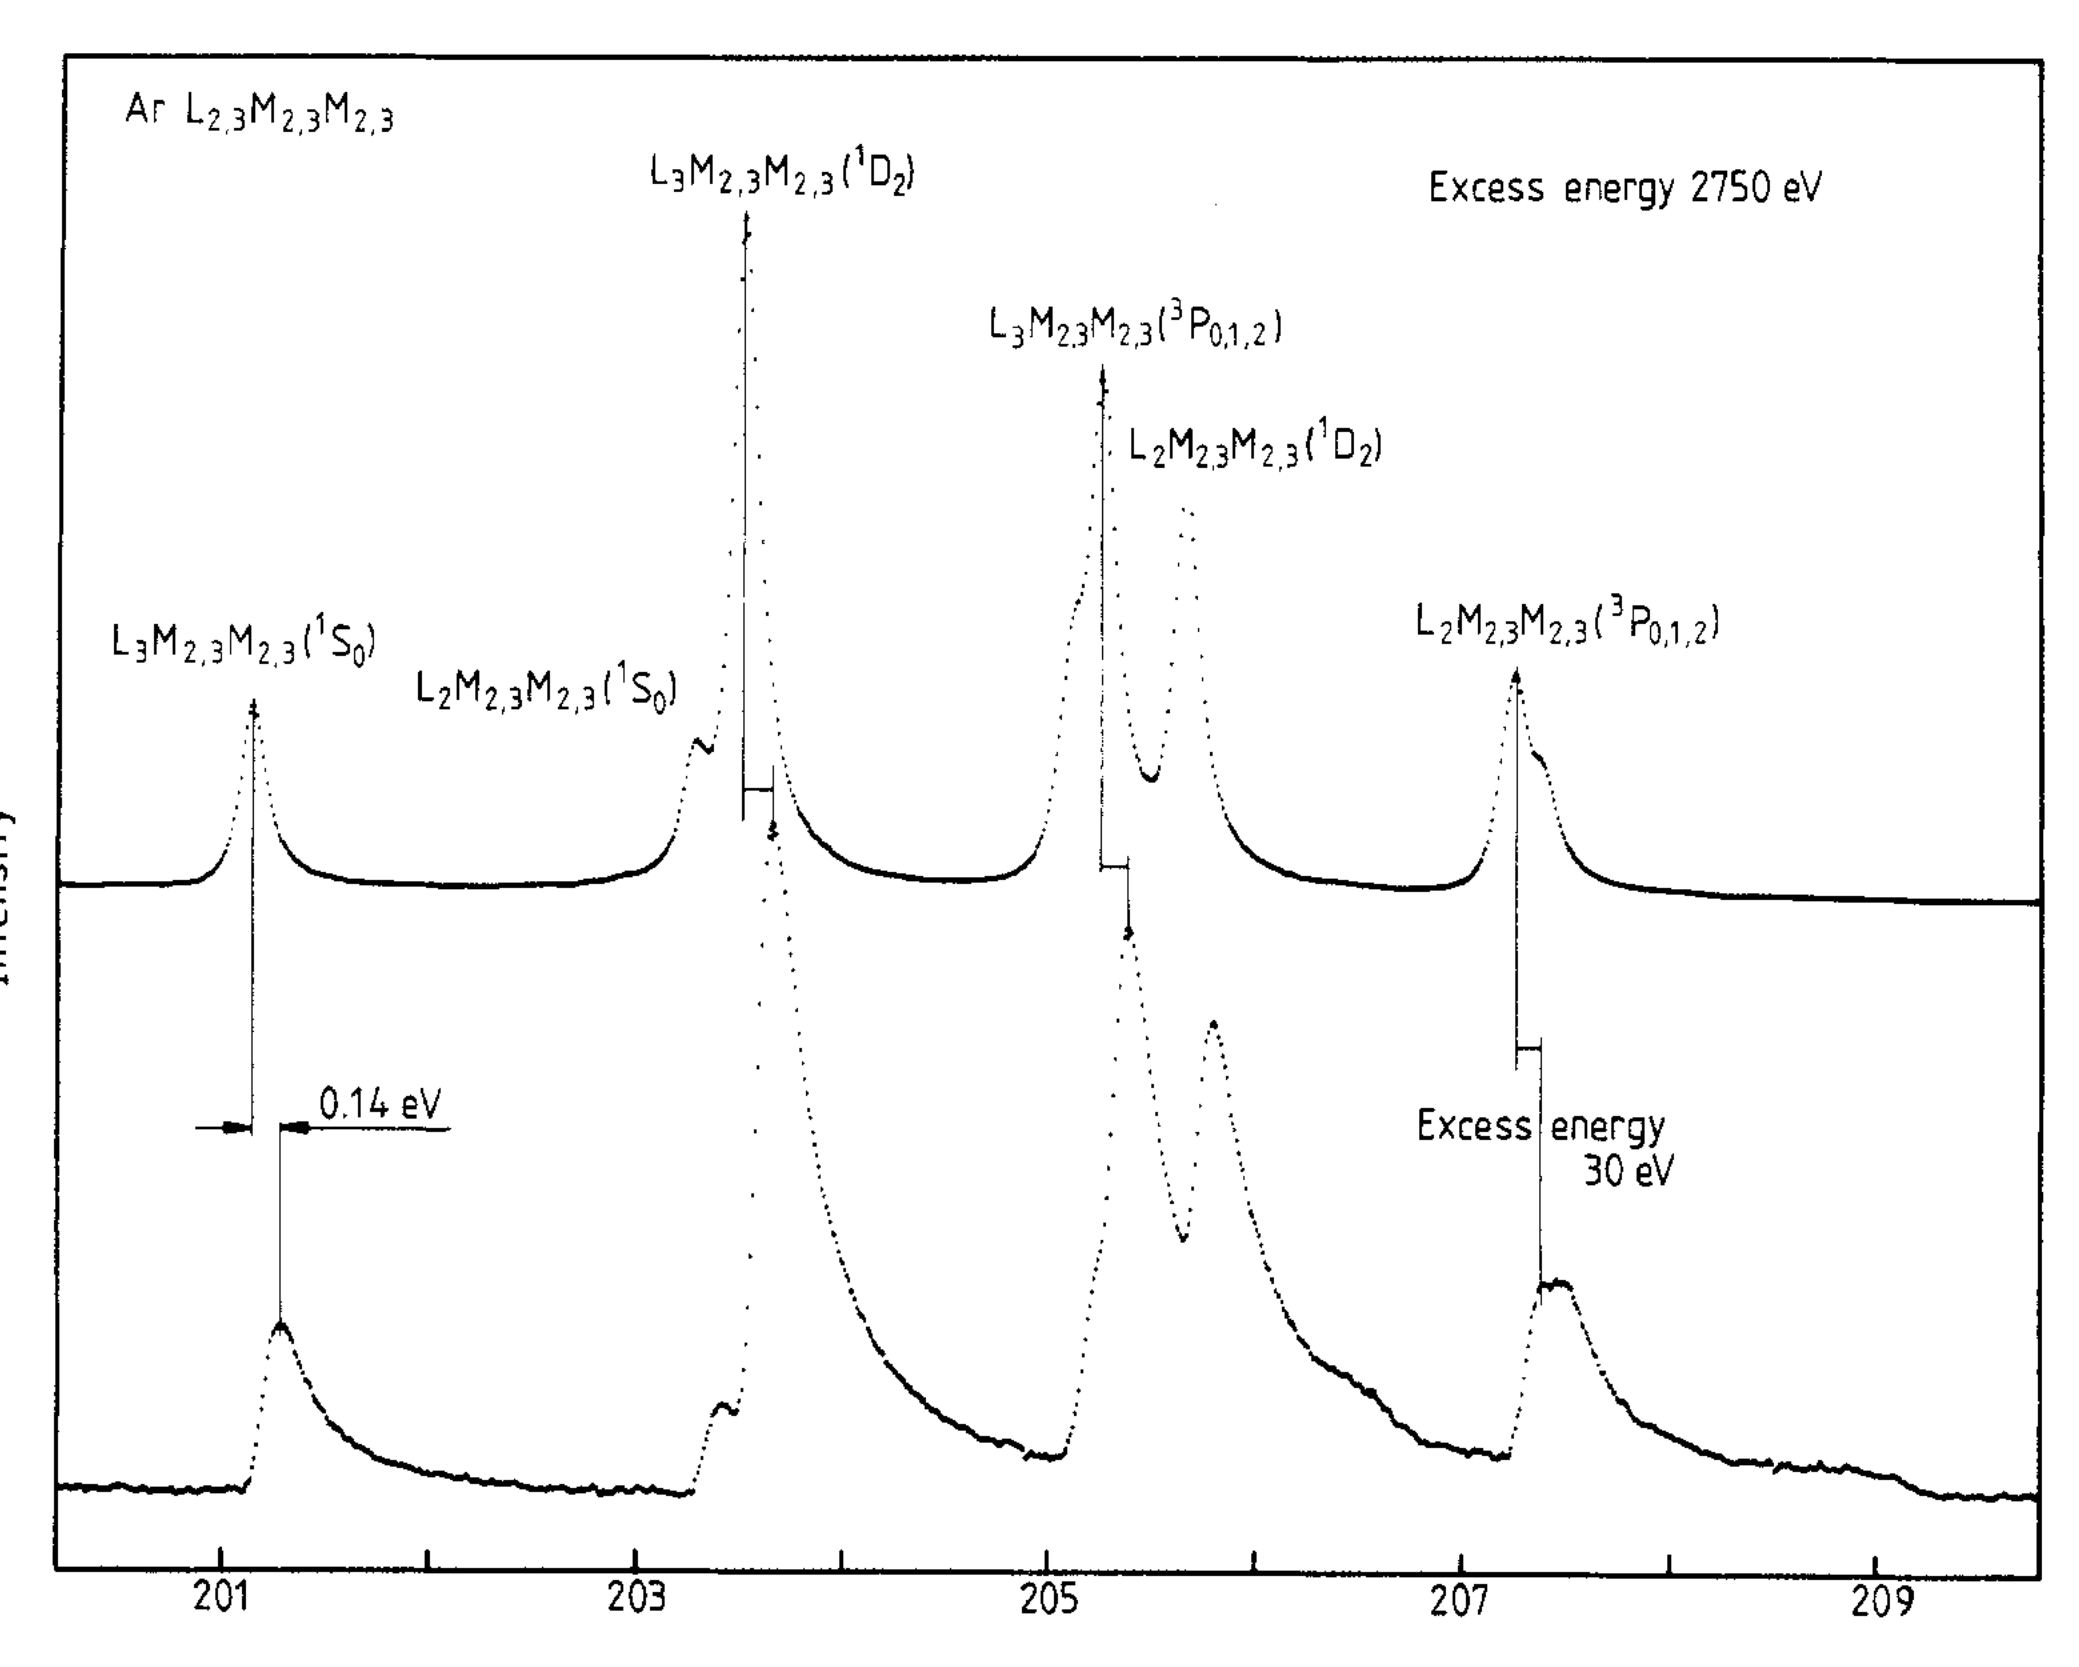 Ar L2,3M2,3M2,3
L3M2,3M2,3(1D2)
Excess energy 2750 eV
L3M2,3M2,3(3P0,1,2)
L2M2,3M2,3(1D2)
L3M2,3M2,3(1S0)
L2M2,3M2,3(1S0)
L2M2,3M2,3(3P0,1,2)
0.14 eV
Excess energy
30 eV
201 203 205 207 209